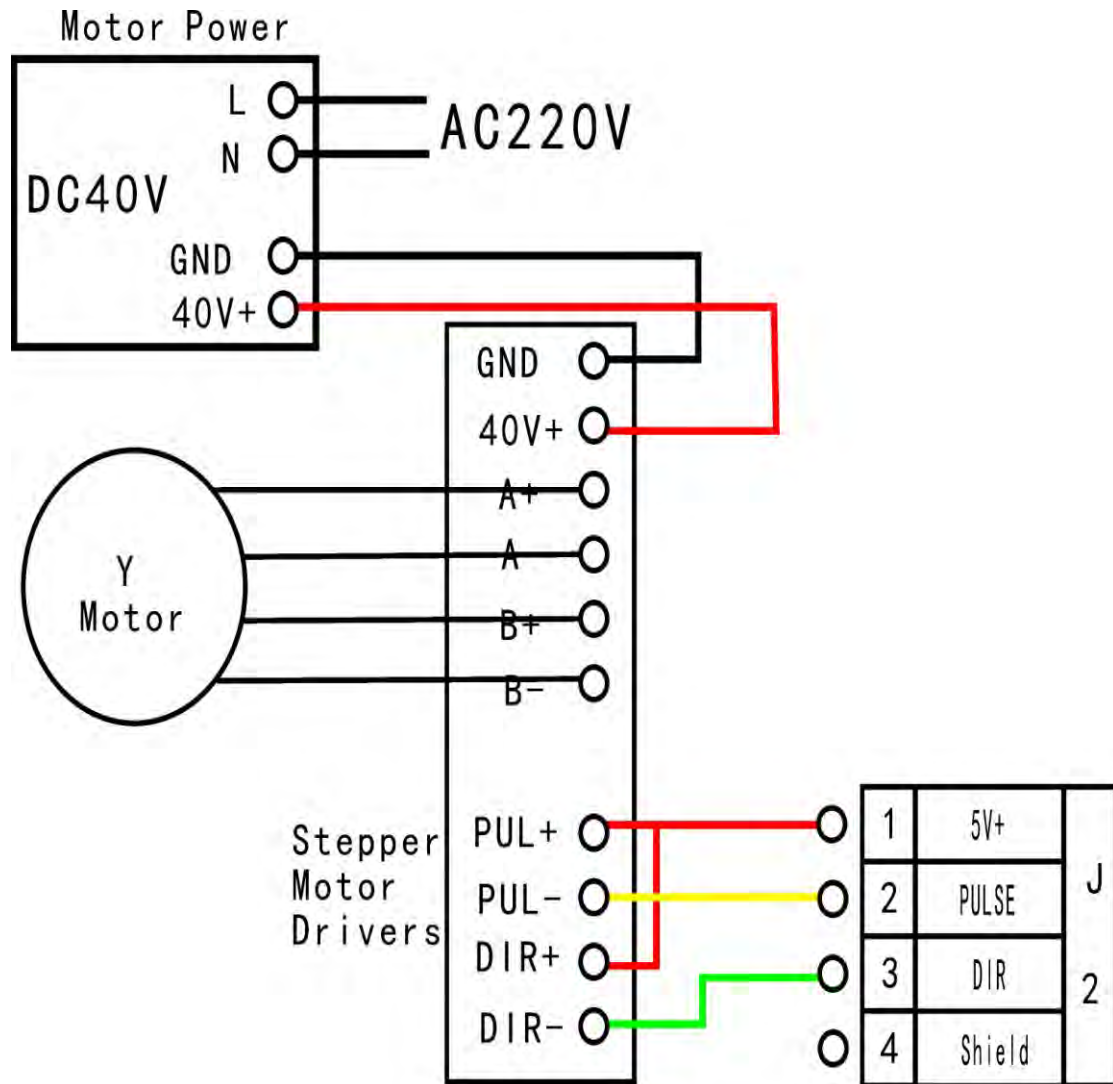 Motor Power
L
AC220V
N
DC40V
GND
40V+
GND
40V+
A+
A
Y
Motor
B+
B-
Stepper
Motor
Drivers
PUL+
PUL-
DIR+
DIR-
1 5V+
2 PULSE
3 DIR
4 Shield
J
2